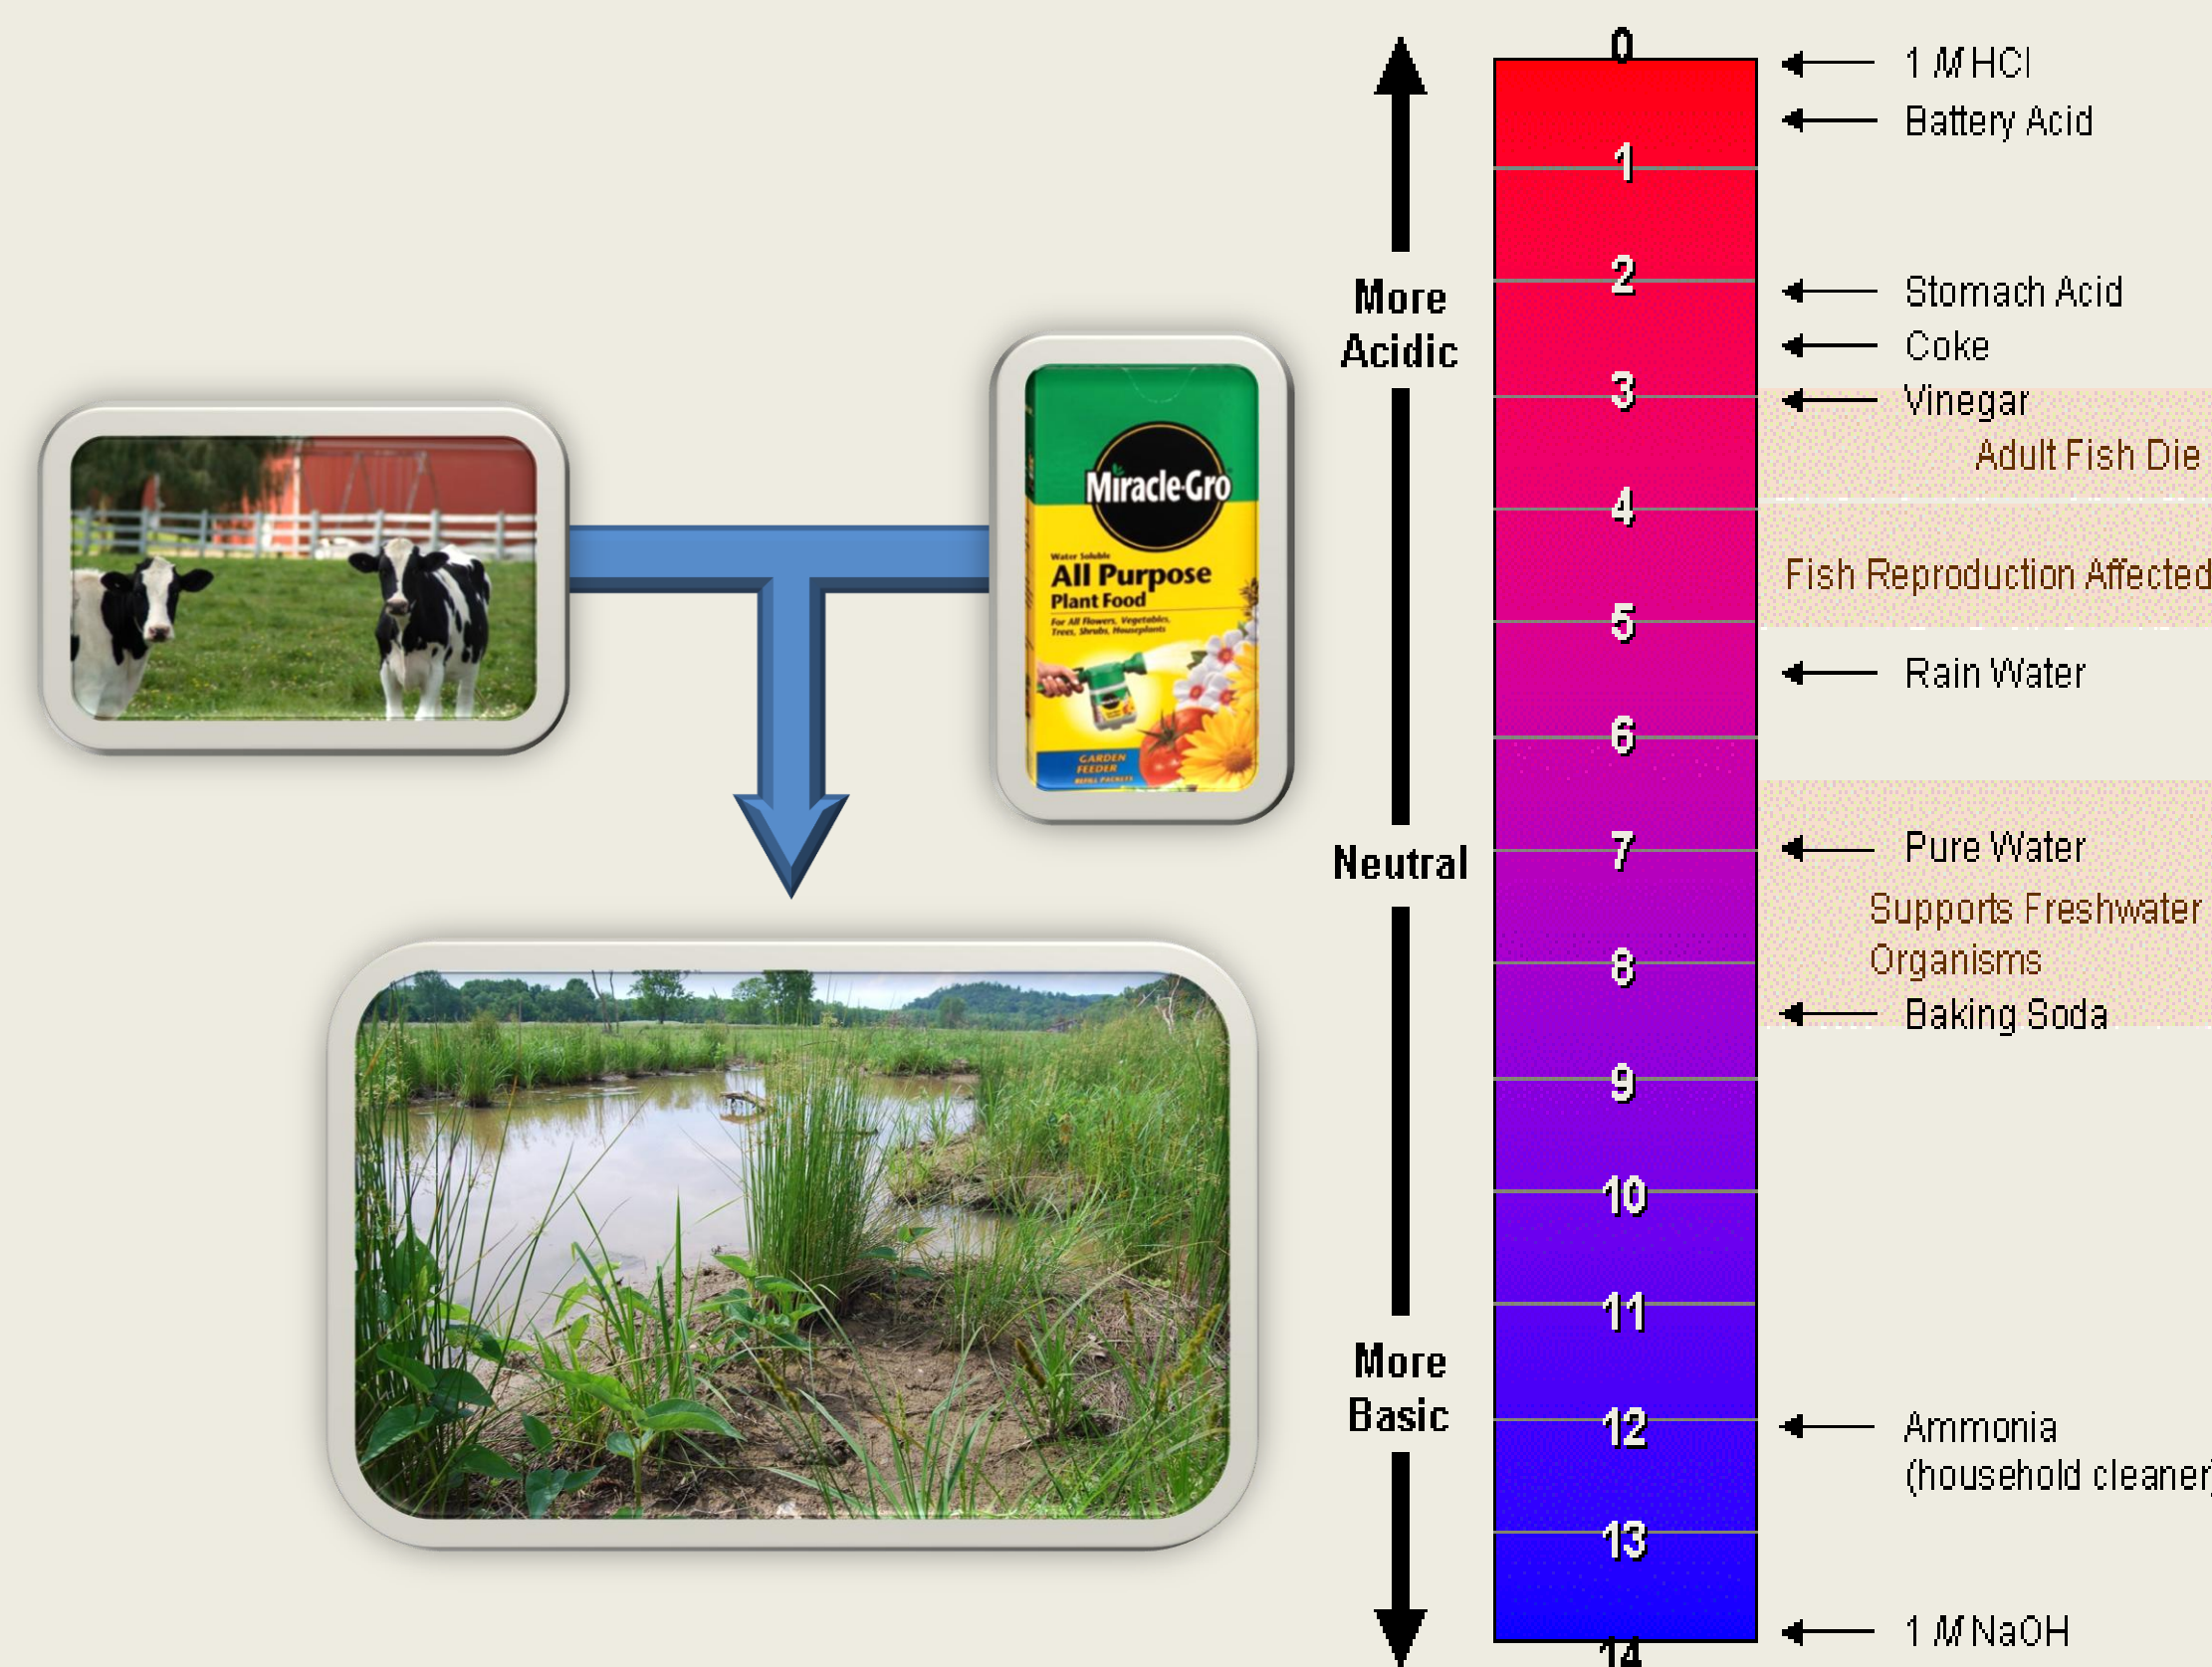 Miracle-Gro
Water Soluble
All Purpose
Plant Food
For All Flowers, Vegetables,
Trees, Shrubs, Houseplants
GARDEN
FEEDER
REFILL PACKETS
More
Acidic
Neutral
More
Basic
0
1
2
3
4
5
6
7
8
9
10
11
12
13
14
1 M HCl
Battery Acid
Stomach Acid
Coke
Vinegar
Adult Fish Die
Fish Reproduction Affected
Rain Water
Pure Water
Supports Freshwater
Organisms
Baking Soda
Ammonia
(household cleaner)
1 M NaOH